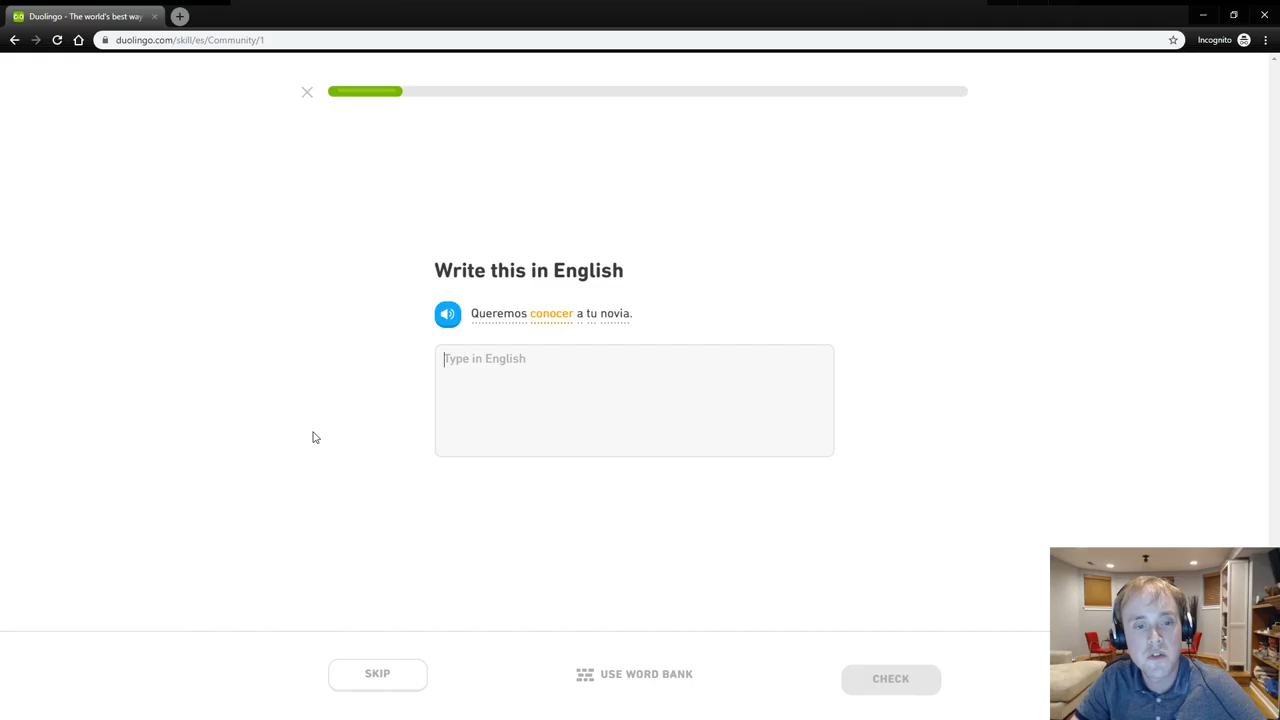 Duolingo - The world's best way
duolingo.com/skill/es/Community/1
Incognito
Write this in English
Queremos conocer a tu novia.
Type in English
SKIP
USE WORD BANK
CHECK